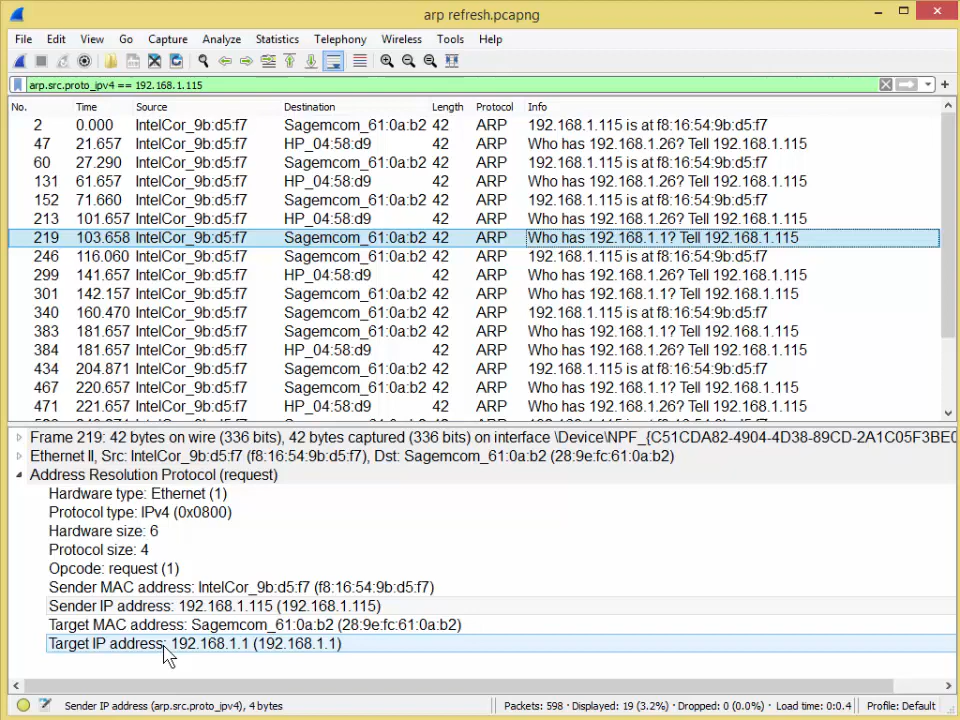 arp refresh.pcapng
File Edit View Go Capture Analyze Statistics Telephony Wireless Tools Help
arp.src.proto_ipv4 == 192.168.1.115
No. Time Source Destination Length Protocol Info
2 0.000 IntelCor_9b:d5:f7 Sagemcom_61:0a:b2 42 ARP 192.168.1.115 is at f8:16:54:9b:d5:f7
47 21.657 IntelCor_9b:d5:f7 HP_04:58:d9 42 ARP Who has 192.168.1.26? Tell 192.168.1.115
60 27.290 IntelCor_9b:d5:f7 Sagemcom_61:0a:b2 42 ARP 192.168.1.115 is at f8:16:54:9b:d5:f7
131 61.657 IntelCor_9b:d5:f7 HP_04:58:d9 42 ARP Who has 192.168.1.26? Tell 192.168.1.115
152 71.660 IntelCor_9b:d5:f7 Sagemcom_61:0a:b2 42 ARP 192.168.1.115 is at f8:16:54:9b:d5:f7
213 101.657 IntelCor_9b:d5:f7 HP_04:58:d9 42 ARP Who has 192.168.1.26? Tell 192.168.1.115
219 103.658 IntelCor_9b:d5:f7 Sagemcom_61:0a:b2 42 ARP Who has 192.168.1.1? Tell 192.168.1.115
246 116.060 IntelCor_9b:d5:f7 Sagemcom_61:0a:b2 42 ARP 192.168.1.115 is at f8:16:54:9b:d5:f7
299 141.657 IntelCor_9b:d5:f7 HP_04:58:d9 42 ARP Who has 192.168.1.26? Tell 192.168.1.115
301 142.157 IntelCor_9b:d5:f7 Sagemcom_61:0a:b2 42 ARP Who has 192.168.1.1? Tell 192.168.1.115
340 160.470 IntelCor_9b:d5:f7 Sagemcom_61:0a:b2 42 ARP 192.168.1.115 is at f8:16:54:9b:d5:f7
383 181.657 IntelCor_9b:d5:f7 Sagemcom_61:0a:b2 42 ARP Who has 192.168.1.1? Tell 192.168.1.115
384 181.657 IntelCor_9b:d5:f7 HP_04:58:d9 42 ARP Who has 192.168.1.26? Tell 192.168.1.115
434 204.871 IntelCor_9b:d5:f7 Sagemcom_61:0a:b2 42 ARP 192.168.1.115 is at f8:16:54:9b:d5:f7
467 220.657 IntelCor_9b:d5:f7 Sagemcom_61:0a:b2 42 ARP Who has 192.168.1.1? Tell 192.168.1.115
471 221.657 IntelCor_9b:d5:f7 HP_04:58:d9 42 ARP Who has 192.168.1.26? Tell 192.168.1.115
Frame 219: 42 bytes on wire (336 bits), 42 bytes captured (336 bits) on interface \Device\NPF_{C51CDA82-4904-4D38-89CD-2A1C05F3BE0
Ethernet II, Src: IntelCor_9b:d5:f7 (f8:16:54:9b:d5:f7), Dst: Sagemcom_61:0a:b2 (28:9e:fc:61:0a:b2)
Address Resolution Protocol (request)
Hardware type: Ethernet (1)
Protocol type: IPv4 (0x0800)
Hardware size: 6
Protocol size: 4
Opcode: request (1)
Sender MAC address: IntelCor_9b:d5:f7 (f8:16:54:9b:d5:f7)
Sender IP address: 192.168.1.115 (192.168.1.115)
Target MAC address: Sagemcom_61:0a:b2 (28:9e:fc:61:0a:b2)
Target IP address: 192.168.1.1 (192.168.1.1)
Sender IP address (arp.src.proto_ipv4), 4 bytes Packets: 598 · Displayed: 19 (3.2%) · Dropped: 0 (0.0%) · Load time: 0:0.4 Profile: Default